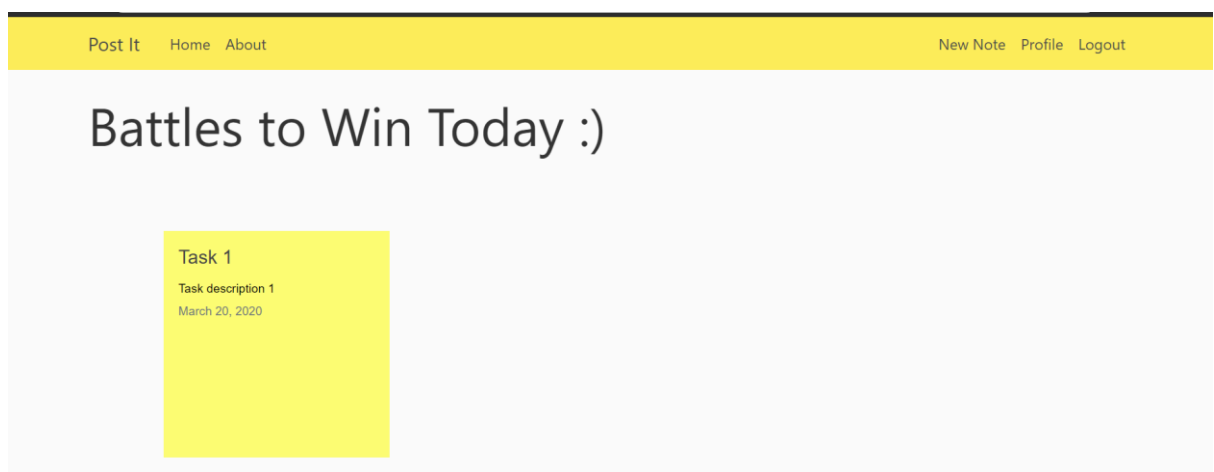 Post It Home About New Note Profile Logout
Battles to Win Today :)
Task 1
Task description 1
March 20, 2020